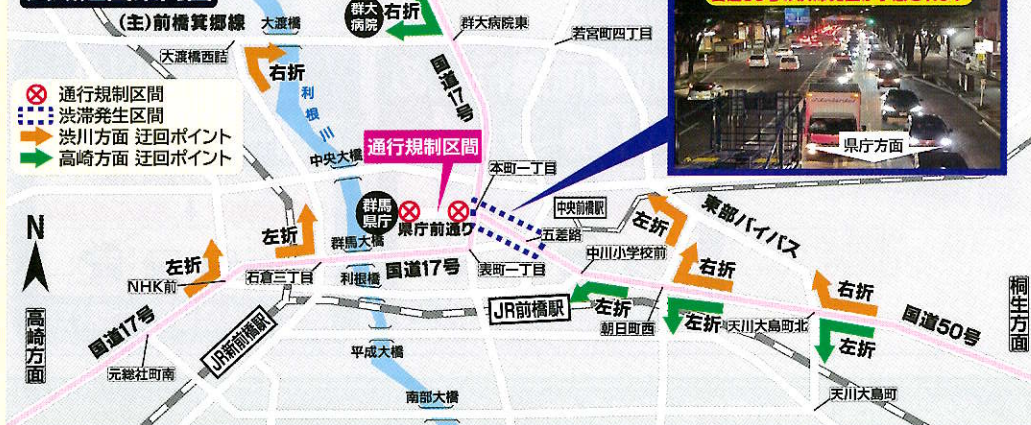 (主)前橋箕郷線
大渡橋
群大
病院
右折
群大病院東
若宮町四丁目
大渡橋西詰
右折
国道17号
利根川
通行規制区間
渋滞発生区間
渋川方面 迂回ポイント
高崎方面 迂回ポイント
県庁方面
中央大橋
通行規制区間
本町一丁目
群馬
県庁
県庁前通り
中央前橋駅
五差路
東部バイパス
N
左折
群馬大橋
左折
左折
中川小学校前
右折
NHK前
石倉三丁目
国道17号
利根橋
表町一丁目
右折
高崎方面
国道17号
JR新前橋駅
JR前橋駅
左折
朝日町西
左折
天川大島町北
左折
国道50号
桐生方面
平成大橋
元総社町南
南部大橋
天川大島町